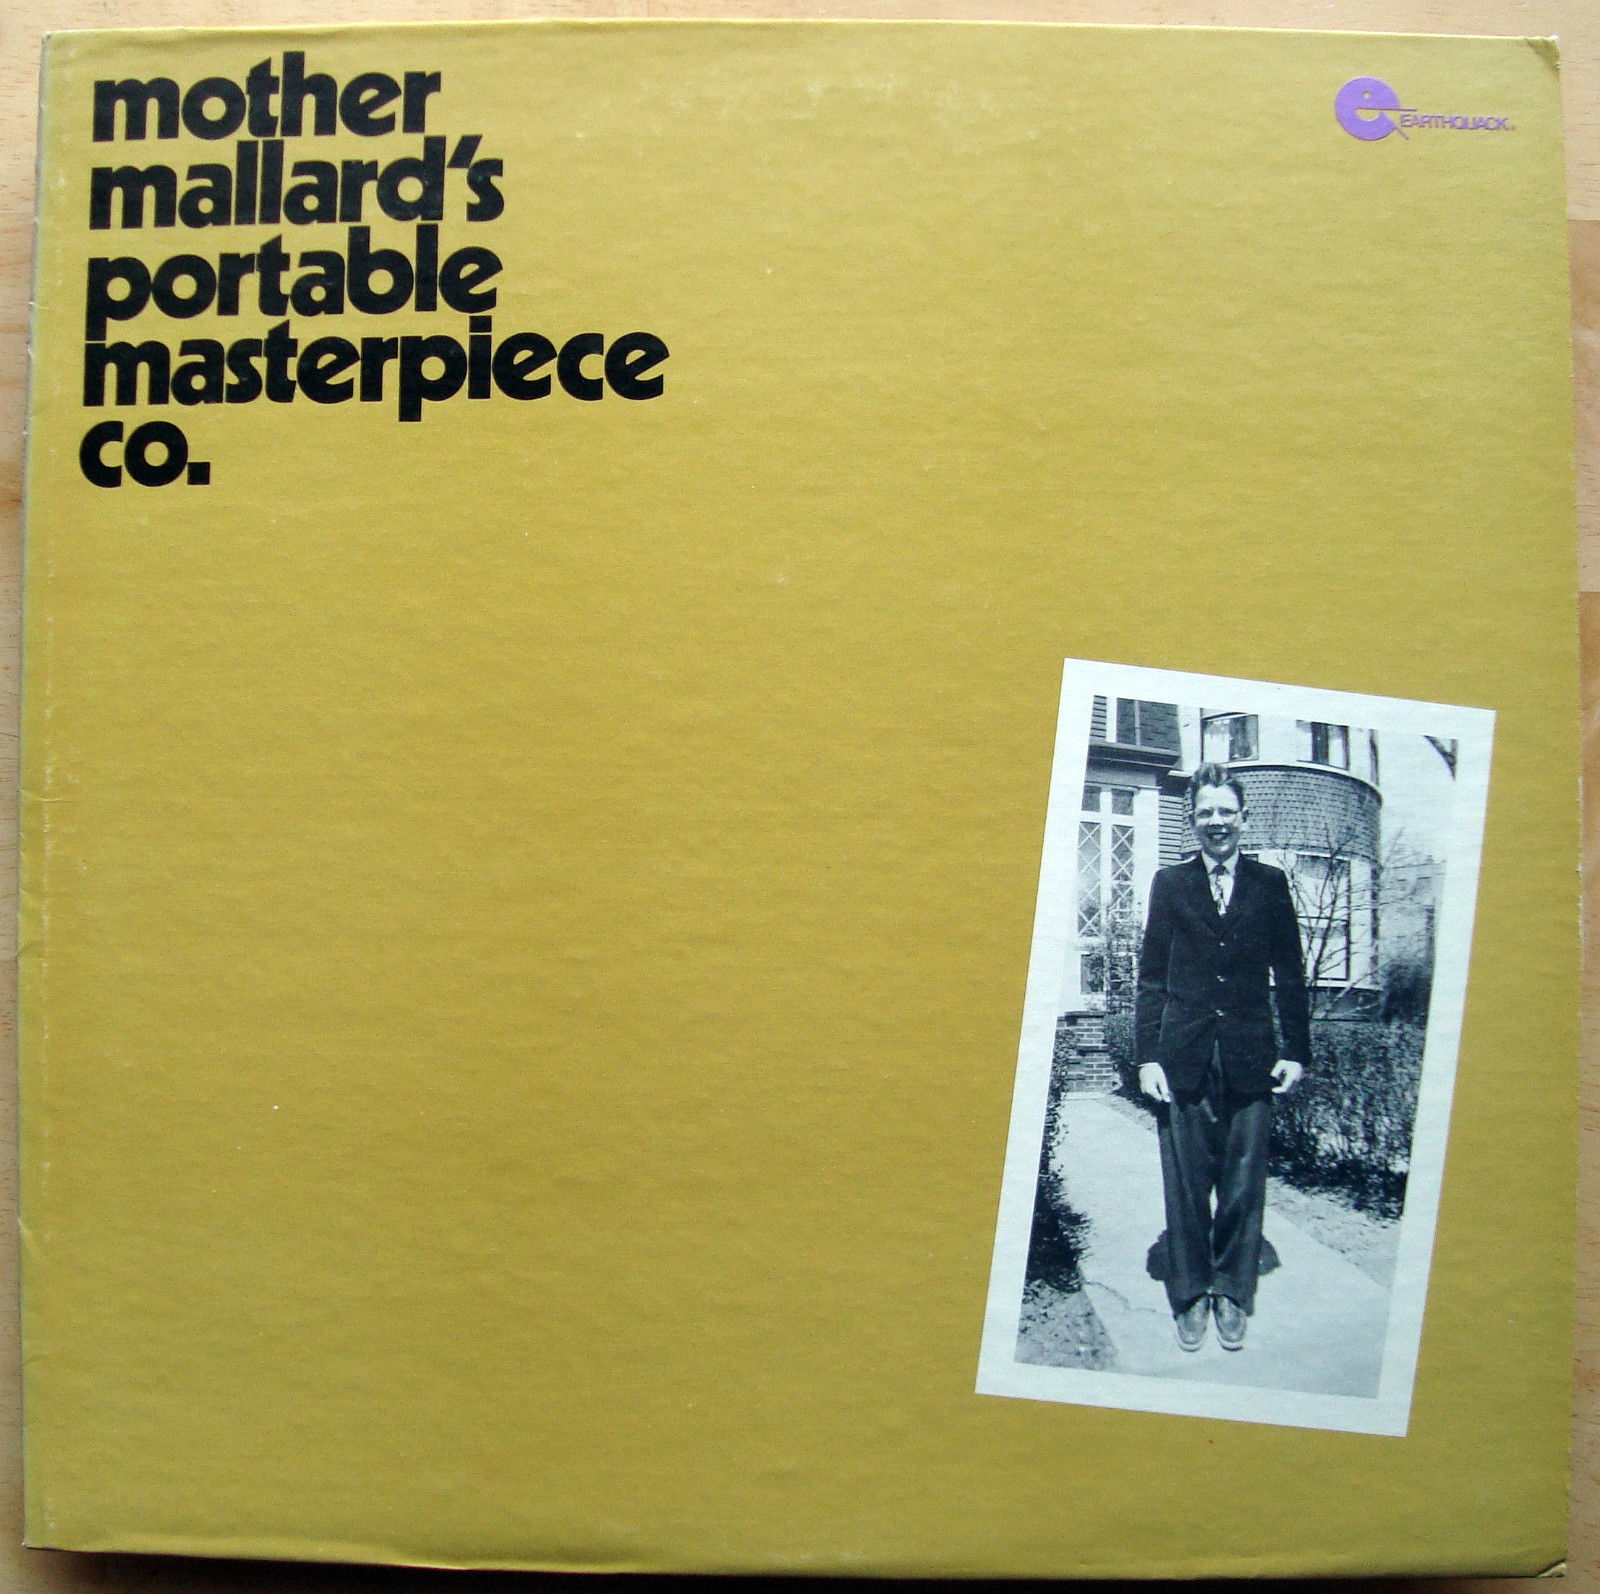 mother
mallard's
portable
masterpiece
co.
EARTHQUACK